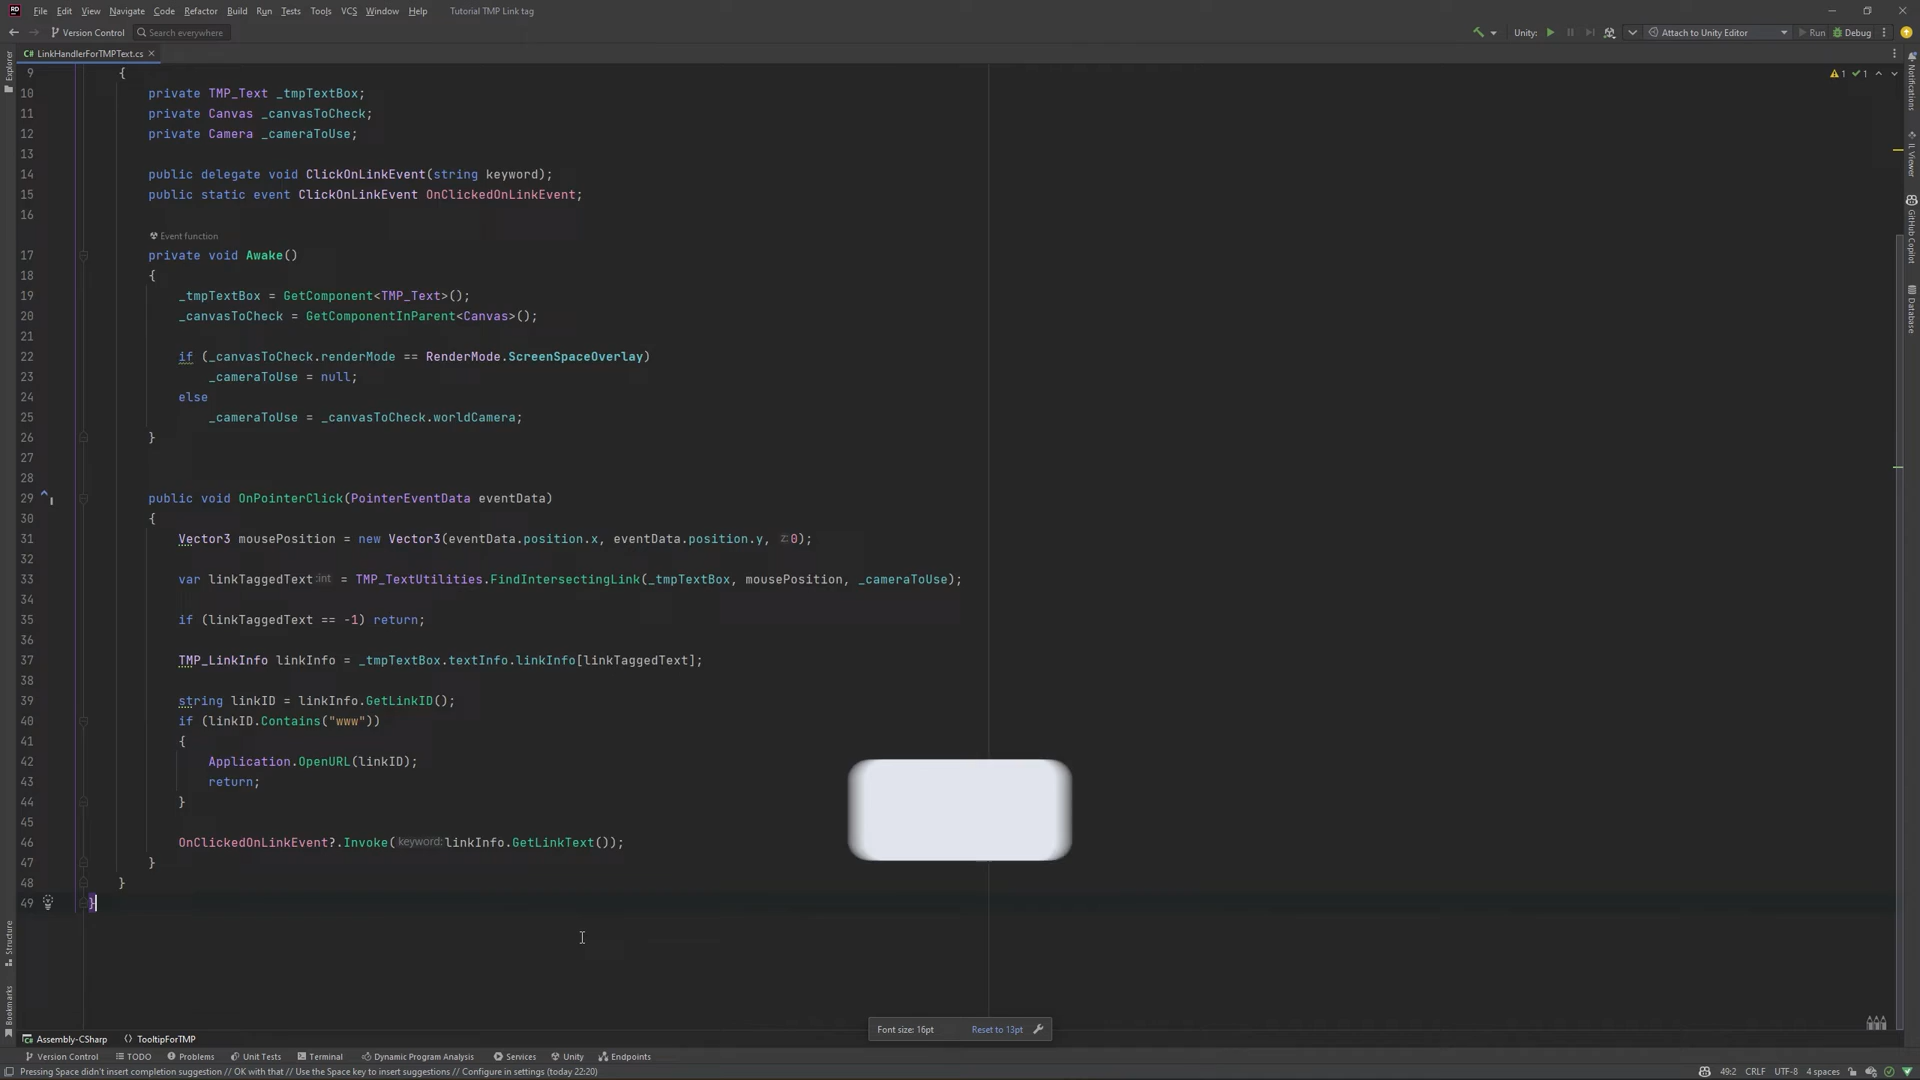 File Edit View Navigate Code Refactor Build Run Tests Tools VCS Window Help Tutorial TMP Link tag
Version Control Search everywhere Unity: Attach to Unity Editor Run Debug
C# LinkHandlerForTMPText.cs
Explorer
Notifications
IL Viewer
GitHub Copilot
Database
Structure
Bookmarks
1 1
9 {
10 private TMP_Text _tmpTextBox;
11 private Canvas _canvasToCheck;
12 private Camera _cameraToUse;
13
14 public delegate void ClickOnLinkEvent(string keyword);
15 public static event ClickOnLinkEvent OnClickedOnLinkEvent;
16
Event function
17 private void Awake()
18 {
19 _tmpTextBox = GetComponent<TMP_Text>();
20 _canvasToCheck = GetComponentInParent<Canvas>();
21
22 if (_canvasToCheck.renderMode == RenderMode.ScreenSpaceOverlay)
23 _cameraToUse = null;
24 else
25 _cameraToUse = _canvasToCheck.worldCamera;
26 }
27
28
29 public void OnPointerClick(PointerEventData eventData)
30 {
31 Vector3 mousePosition = new Vector3(eventData.position.x, eventData.position.y, z: 0);
32
33 var linkTaggedText :int = TMP_TextUtilities.FindIntersectingLink(_tmpTextBox, mousePosition, _cameraToUse);
34
35 if (linkTaggedText == -1) return;
36
37 TMP_LinkInfo linkInfo = _tmpTextBox.textInfo.linkInfo[linkTaggedText];
38
39 string linkID = linkInfo.GetLinkID();
40 if (linkID.Contains("www"))
41 {
42 Application.OpenURL(linkID);
43 return;
44 }
45
46 OnClickedOnLinkEvent?.Invoke( keyword: linkInfo.GetLinkText());
47 }
48 }
49 }
Font size: 16pt Reset to 13pt
Assembly-CSharp TooltipForTMP
Version Control TODO Problems Unit Tests Terminal Dynamic Program Analysis Services Unity Endpoints
Pressing Space didn't insert completion suggestion // OK with that // Use the Space key to insert suggestions // Configure in settings (today 22:20) 49:2 CRLF UTF-8 4 spaces